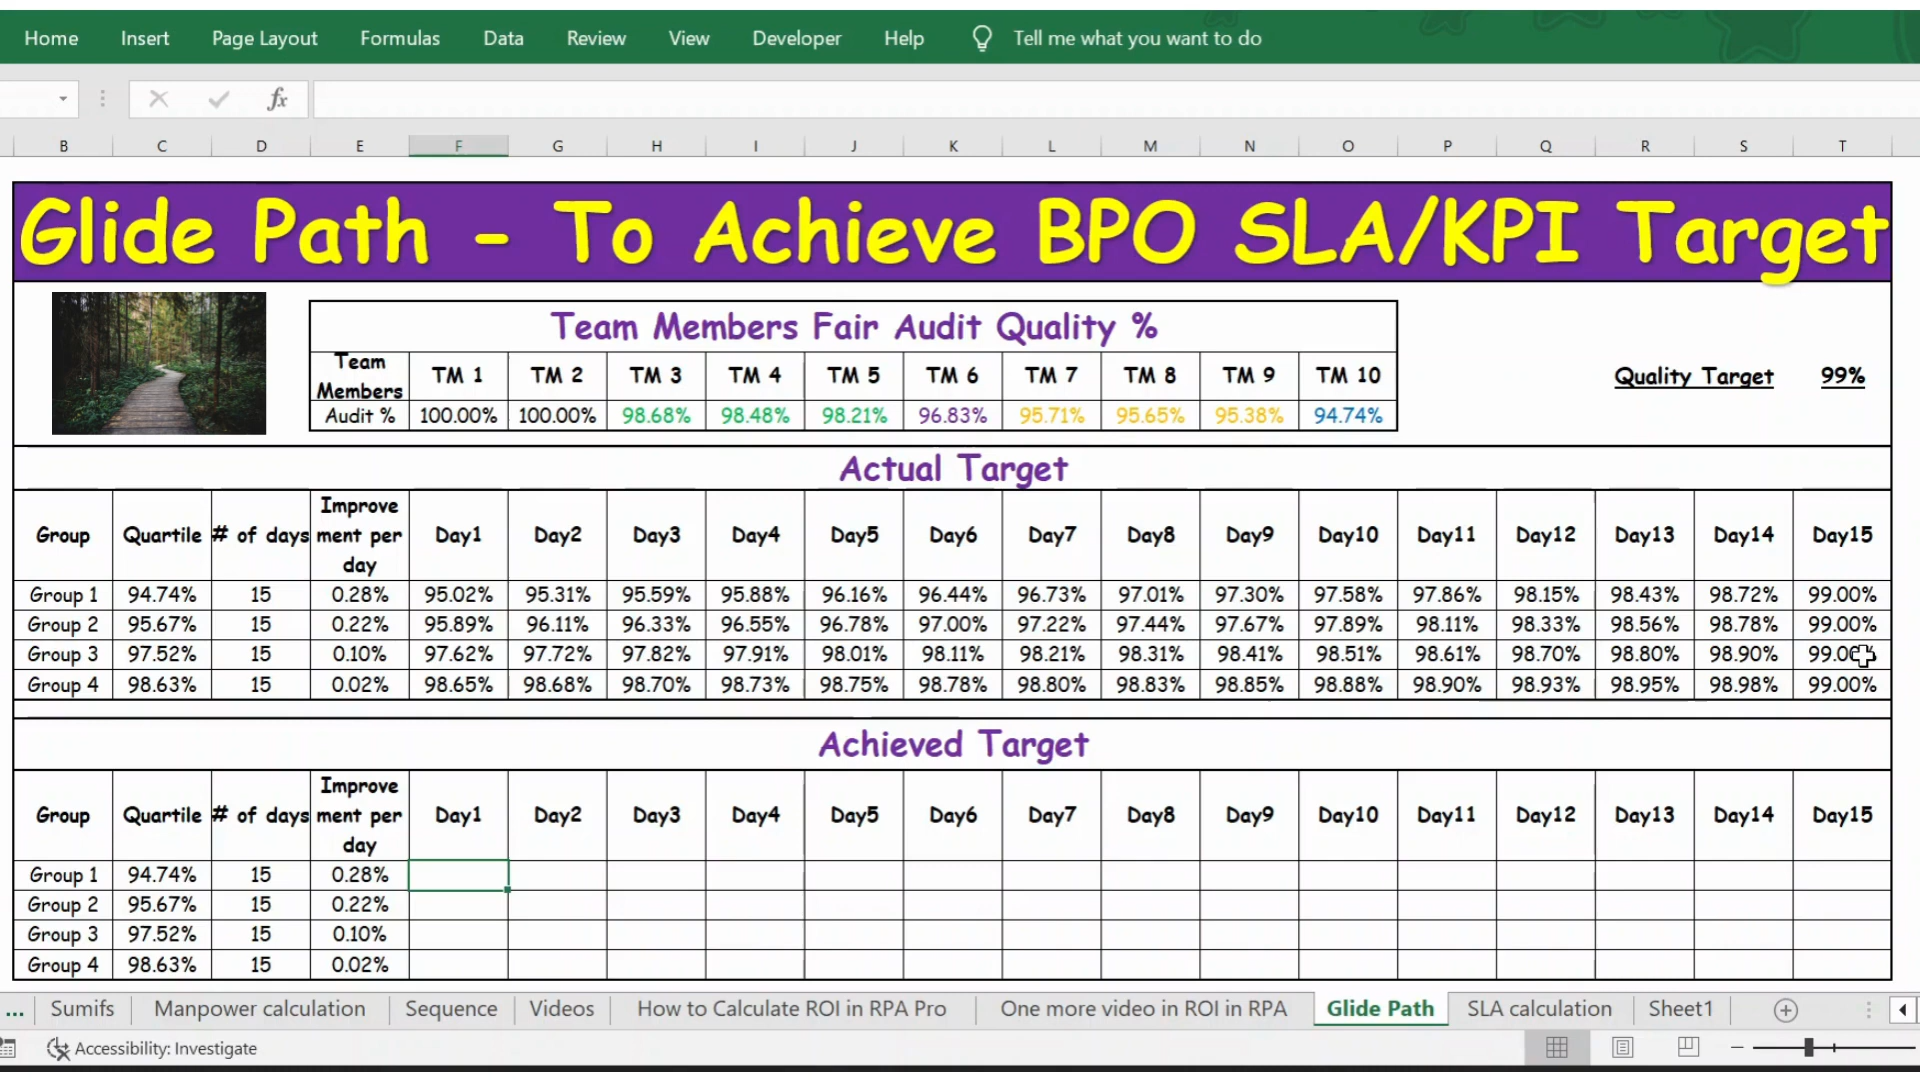 Home Insert Page Layout Formulas Data Review View Developer Help Tell me what you want to do
fx
B C D E F G H I J K L M N O P Q R S T
Glide Path - To Achieve BPO SLA/KPI Target
Team Members Fair Audit Quality %
Team Members TM 1 TM 2 TM 3 TM 4 TM 5 TM 6 TM 7 TM 8 TM 9 TM 10
Quality Target 99%
Audit % 100.00% 100.00% 98.68% 98.48% 98.21% 96.83% 95.71% 95.65% 95.38% 94.74%
Actual Target
Group Quartile # of days Improvement per day Day1 Day2 Day3 Day4 Day5 Day6 Day7 Day8 Day9 Day10 Day11 Day12 Day13 Day14 Day15
Group 1 94.74% 15 0.28% 95.02% 95.31% 95.59% 95.88% 96.16% 96.44% 96.73% 97.01% 97.30% 97.58% 97.86% 98.15% 98.43% 98.72% 99.00%
Group 2 95.67% 15 0.22% 95.89% 96.11% 96.33% 96.55% 96.78% 97.00% 97.22% 97.44% 97.67% 97.89% 98.11% 98.33% 98.56% 98.78% 99.00%
Group 3 97.52% 15 0.10% 97.62% 97.72% 97.82% 97.91% 98.01% 98.11% 98.21% 98.31% 98.41% 98.51% 98.61% 98.70% 98.80% 98.90% 99.00%
Group 4 98.63% 15 0.02% 98.65% 98.68% 98.70% 98.73% 98.75% 98.78% 98.80% 98.83% 98.85% 98.88% 98.90% 98.93% 98.95% 98.98% 99.00%
Achieved Target
Group Quartile # of days Improvement per day Day1 Day2 Day3 Day4 Day5 Day6 Day7 Day8 Day9 Day10 Day11 Day12 Day13 Day14 Day15
Group 1 94.74% 15 0.28%
Group 2 95.67% 15 0.22%
Group 3 97.52% 15 0.10%
Group 4 98.63% 15 0.02%
... Sumifs Manpower calculation Sequence Videos How to Calculate ROI in RPA Pro One more video in ROI in RPA Glide Path SLA calculation Sheet1
Accessibility: Investigate